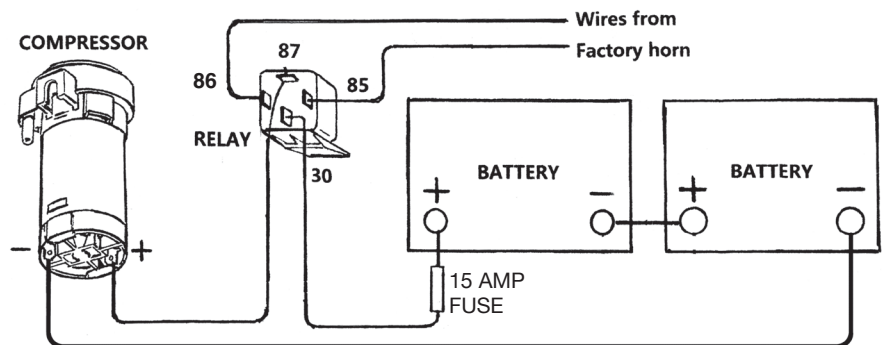 Wires from
Factory horn
COMPRESSOR
87
86
85
RELAY
30
BATTERY
BATTERY
+
-
+
-
-
+
15 AMP
FUSE